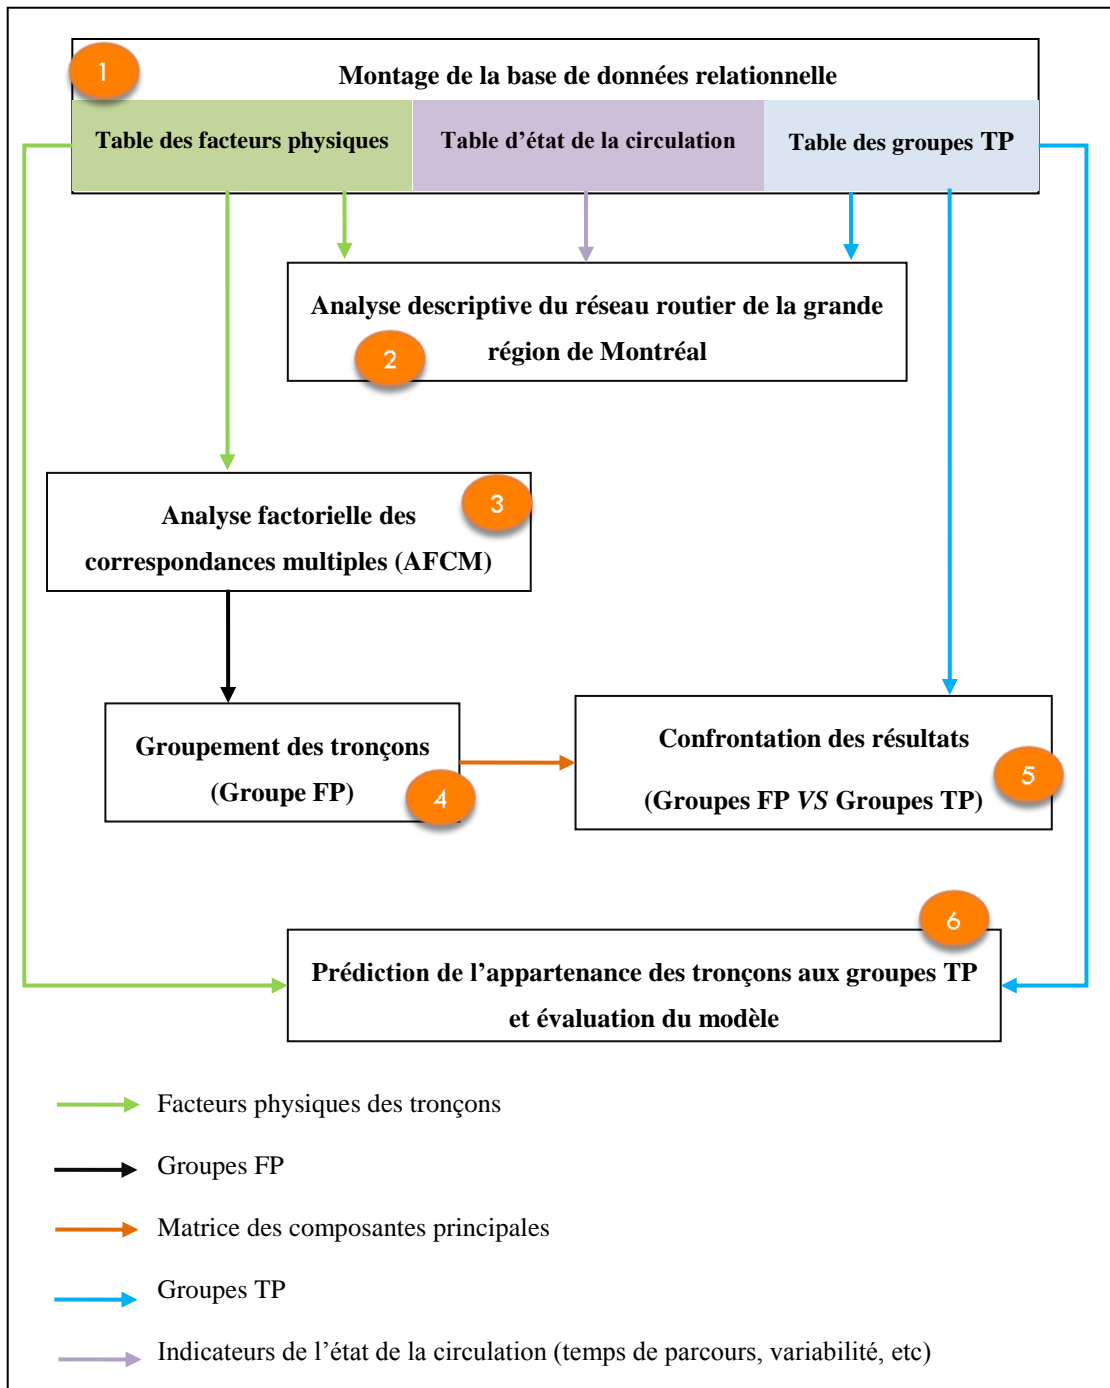 1
Montage de la base de données relationnelle
Table des facteurs physiques
Table d’état de la circulation
Table des groupes TP
Analyse descriptive du réseau routier de la grande
région de Montréal
2
3
Analyse factorielle des
correspondances multiples (AFCM)
Groupement des tronçons
(Groupe FP)
4
Confrontation des résultats
(Groupes FP VS Groupes TP)
5
6
Prédiction de l’appartenance des tronçons aux groupes TP
et évaluation du modèle
Facteurs physiques des tronçons
Groupes FP
Matrice des composantes principales
Groupes TP
Indicateurs de l’état de la circulation (temps de parcours, variabilité, etc)